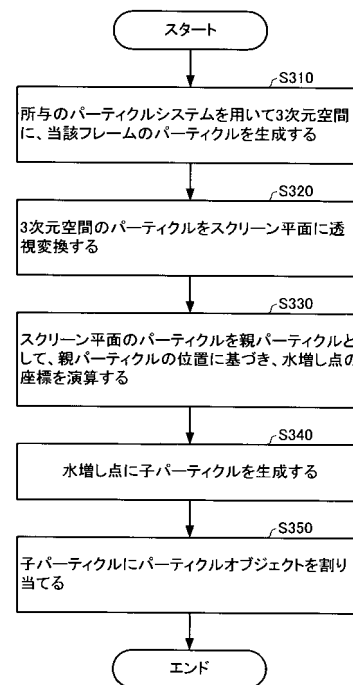 スタート
S310
所与のパーティクルシステムを用いて3次元空間
に、当該フレームのパーティクルを生成する
S320
3次元空間のパーティクルをスクリーン平面に透
視変換する
S330
スクリーン平面のパーティクルを親パーティクルと
して、親パーティクルの位置に基づき、水増し点の
座標を演算する
S340
水増し点に子パーティクルを生成する
S350
子パーティクルにパーティクルオブジェクトを割り
当てる
エンド